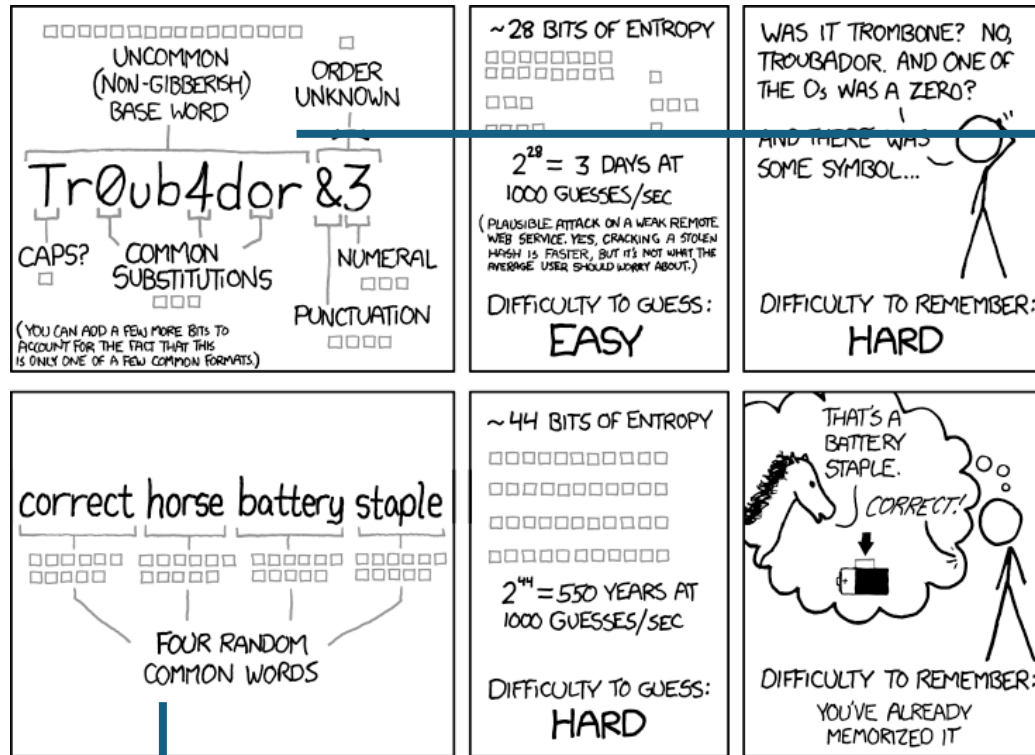 UNCOMMON
(NON-GIBBERISH)
BASE WORD
ORDER
UNKNOWN
Tr0ub4dor &3
CAPS?
COMMON
SUBSTITUTIONS
NUMERAL
PUNCTUATION
(YOU CAN ADD A FEW MORE BITS TO
ACCOUNT FOR THE FACT THAT THIS
IS ONLY ONE OF A FEW COMMON FORMATS.)
~28 BITS OF ENTROPY
2^28 = 3 DAYS AT
1000 GUESSES/SEC
(PLAUSIBLE ATTACK ON A WEAK REMOTE
WEB SERVICE. YES, CRACKING A STOLEN
HASH IS FASTER, BUT IT'S NOT WHAT THE
AVERAGE USER SHOULD WORRY ABOUT.)
DIFFICULTY TO GUESS:
EASY
WAS IT TROMBONE? NO,
TROUBADOR. AND ONE OF
THE Os WAS A ZERO?
AND THERE WAS
SOME SYMBOL...
DIFFICULTY TO REMEMBER:
HARD
correct horse battery staple
FOUR RANDOM
COMMON WORDS
~44 BITS OF ENTROPY
2^44 = 550 YEARS AT
1000 GUESSES/SEC
DIFFICULTY TO GUESS:
HARD
THAT'S A
BATTERY
STAPLE.
CORRECT!
DIFFICULTY TO REMEMBER:
YOU'VE ALREADY
MEMORIZED IT